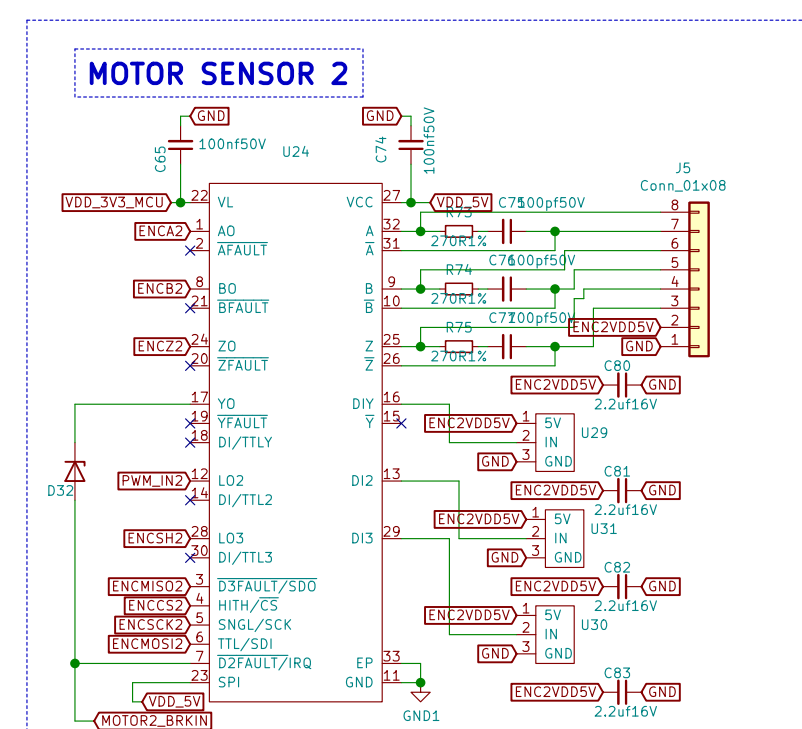 MOTOR SENSOR 2
GND
C65
100nf50V
U24
GND
C74
100nf50V
J5
Conn_01x08
VDD_3V3_MCU
22
VL
VCC
27
VDD_5V
C75
100pf50V
8
ENCA2
1
AO
A
32
R73
270R1%
7
2
AFAULT
A
31
6
C76
100pf50V
R74
270R1%
5
ENCB2
8
BO
B
9
4
21
BFAULT
B
10
3
C77
100pf50V
ENC2VDD5V
2
R75
270R1%
ENCZ2
24
ZO
Z
25
GND
1
20
ZFAULT
Z
26
C80
ENC2VDD5V
GND
2.2uf16V
17
YO
DIY
16
19
YFAULT
Y
15
ENC2VDD5V
1
5V
U29
18
DI/TTLY
2
IN
GND
3
GND
D32
PWM_IN2
12
LO2
DI2
13
C81
ENC2VDD5V
GND
2.2uf16V
14
DI/TTL2
ENC2VDD5V
1
5V
U31
ENCSH2
28
LO3
DI3
29
2
IN
30
DI/TTL3
GND
3
GND
C82
ENCMISO2
3
D3FAULT/SDO
ENC2VDD5V
GND
2.2uf16V
ENCCS2
4
HITH/CS
ENC2VDD5V
1
5V
U30
ENCSCK2
5
SNGL/SCK
2
IN
ENCMOSI2
6
TTL/SDI
GND
3
GND
7
D2FAULT/IRQ
EP
33
23
SPI
GND
11
C83
ENC2VDD5V
GND
2.2uf16V
VDD_5V
GND1
MOTOR2_BRKIN